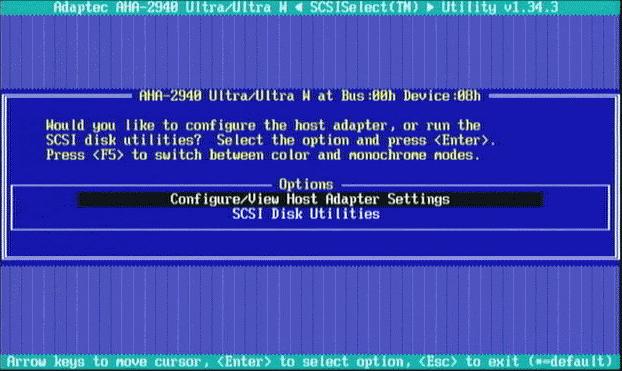 Adaptec AHA-2940 Ultra/Ultra W ◄ SCSISelect(TM) ► Utility v1.34.3
AHA-2940 Ultra/Ultra W at Bus:00h Device:08h
Would you like to configure the host adapter, or run the
SCSI disk utilities? Select the option and press <Enter>.
Press <F5> to switch between color and monochrome modes.
Options
Configure/View Host Adapter Settings
SCSI Disk Utilities
Arrow keys to move cursor, <Enter> to select option, <Esc> to exit (*=default)